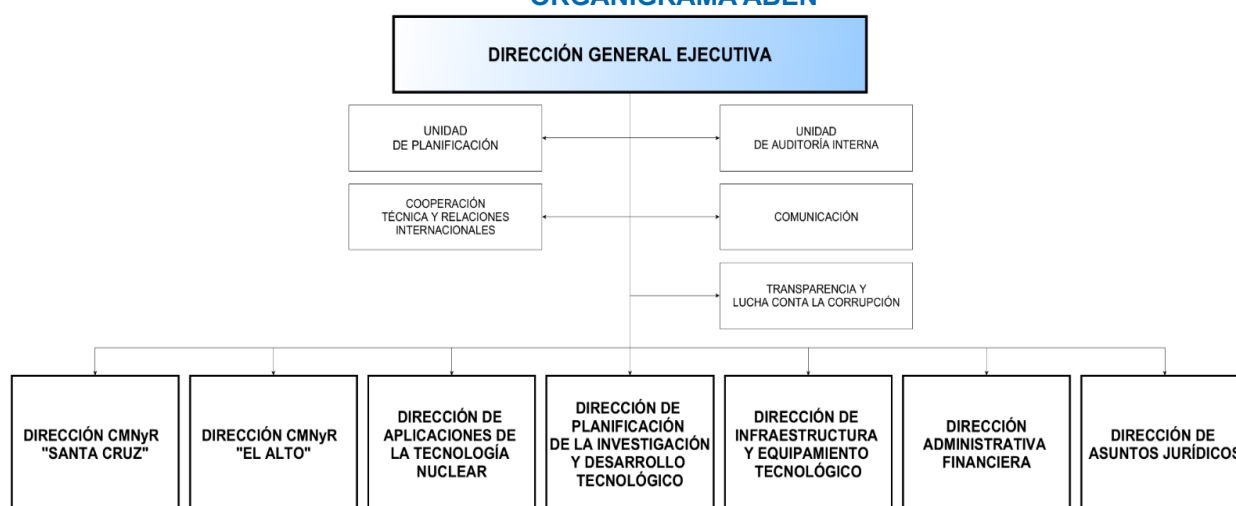 ORGANIGRAMA ABEN
DIRECCIÓN GENERAL EJECUTIVA
UNIDAD
DE PLANIFICACIÓN
UNIDAD
DE AUDITORÍA INTERNA
COOPERACIÓN
TÉCNICA Y RELACIONES
INTERNACIONALES
COMUNICACIÓN
TRANSPARENCIA Y
LUCHA CONTA LA CORRUPCIÓN
DIRECCIÓN CMNyR
"SANTA CRUZ"
DIRECCIÓN CMNyR
"EL ALTO"
DIRECCIÓN DE
APLICACIONES DE
LA TECNOLOGÍA
NUCLEAR
DIRECCIÓN DE
PLANIFICACIÓN
DE LA INVESTIGACIÓN
Y DESARROLLO
TECNOLÓGICO
DIRECCIÓN DE
INFRAESTRUCTURA
Y EQUIPAMIENTO
TECNOLÓGICO
DIRECCIÓN
ADMINISTRATIVA
FINANCIERA
DIRECCIÓN DE
ASUNTOS JURÍDICOS